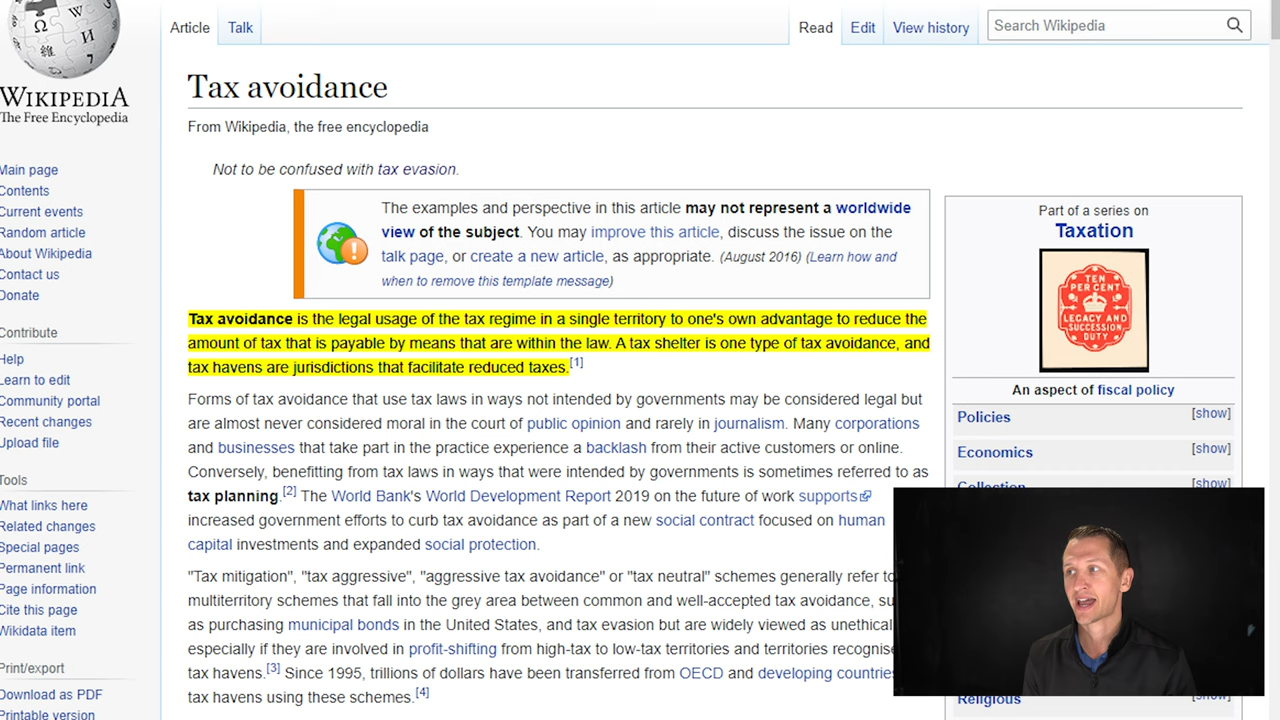 Article
Talk
Read
Edit
View history
Search Wikipedia
WIKIPEDIA
The Free Encyclopedia
Main page
Contents
Current events
Random article
About Wikipedia
Contact us
Donate
Contribute
Help
Learn to edit
Community portal
Recent changes
Upload file
Tools
What links here
Related changes
Special pages
Permanent link
Page information
Cite this page
Wikidata item
Print/export
Download as PDF
Printable version
Tax avoidance
From Wikipedia, the free encyclopedia
Not to be confused with tax evasion.
The examples and perspective in this article may not represent a worldwide
view of the subject. You may improve this article, discuss the issue on the
talk page, or create a new article, as appropriate. (August 2016) (Learn how and
when to remove this template message)
Tax avoidance is the legal usage of the tax regime in a single territory to one's own advantage to reduce the
amount of tax that is payable by means that are within the law. A tax shelter is one type of tax avoidance, and
tax havens are jurisdictions that facilitate reduced taxes.[1]
Forms of tax avoidance that use tax laws in ways not intended by governments may be considered legal but
are almost never considered moral in the court of public opinion and rarely in journalism. Many corporations
and businesses that take part in the practice experience a backlash from their active customers or online.
Conversely, benefitting from tax laws in ways that were intended by governments is sometimes referred to as
tax planning.[2] The World Bank's World Development Report 2019 on the future of work supports
increased government efforts to curb tax avoidance as part of a new social contract focused on human
capital investments and expanded social protection.
"Tax mitigation", "tax aggressive", "aggressive tax avoidance" or "tax neutral" schemes generally refer to
multiterritory schemes that fall into the grey area between common and well-accepted tax avoidance, su
as purchasing municipal bonds in the United States, and tax evasion but are widely viewed as unethical
especially if they are involved in profit-shifting from high-tax to low-tax territories and territories recognise
tax havens.[3] Since 1995, trillions of dollars have been transferred from OECD and developing countrie
tax havens using these schemes.[4]
Part of a series on
Taxation
TEN
PER CENT
LEGACY AND
SUCCESSION
DUTY
An aspect of fiscal policy
Policies [show]
Economics [show]
Collection [show]
Religious [show]